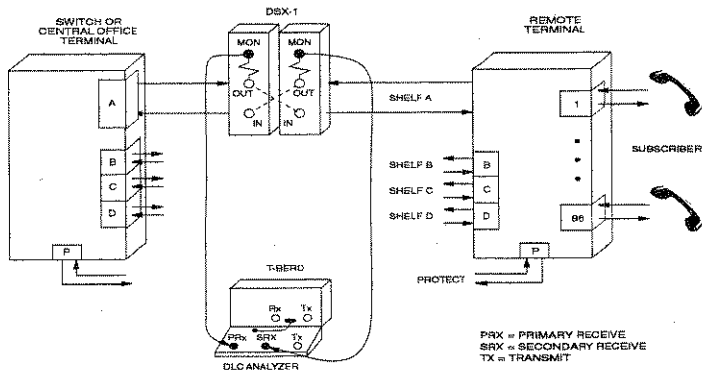 SWITCH OR
CENTRAL OFFICE
TERMINAL
DSX-1
REMOTE
TERMINAL
MON
MON
OUT
OUT
IN
IN
A
B
C
D
P
SHELF A
SHELF B
SHELF C
SHELF D
1
B
C
D
96
P
SUBSCRIBER
PROTECT
T-BERD
Rx
Tx
PRx
SRX
Tx
DLC ANALYZER
PRX = PRIMARY RECEIVE
SRX = SECONDARY RECEIVE
TX = TRANSMIT